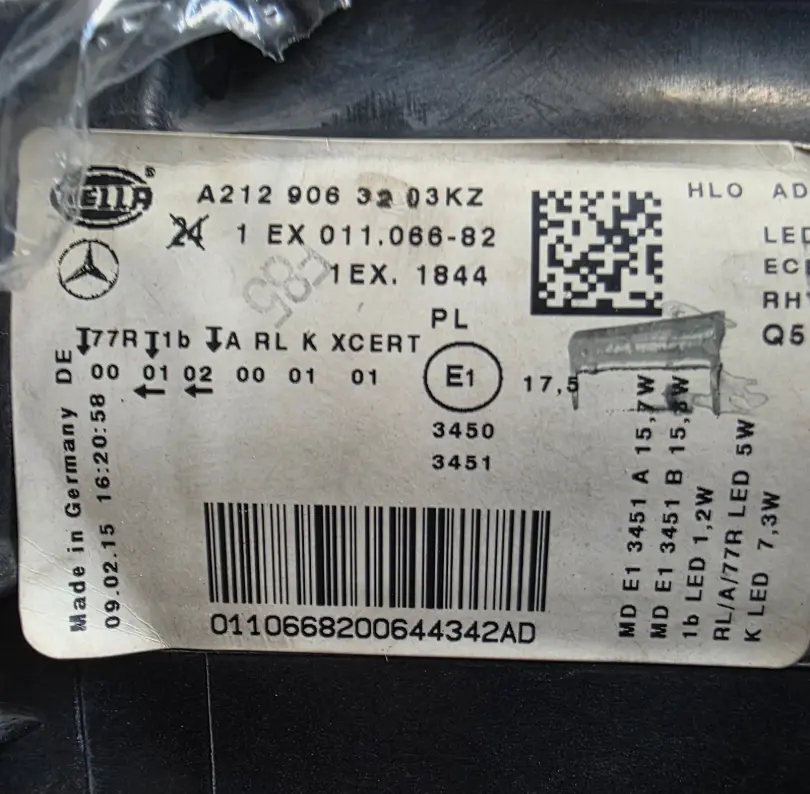 HELLA®
A212 906 32 03KZ
24 1 EX 011.066-82
1EX. 1844
F85
HLO AD
LED
ECE
RH
Q5
PL
77R 1b A RL K XCERT
00 01 02 00 01 01
E1
17,5
3450
3451
Made in Germany DE
09.02.15 16:20:58
MD E1 3451 A 15,7W
MD E1 3451 B 15, W
1b LED 1,2W
RL/A/77R LED 5W
K LED 7,3W
0110668200644342AD